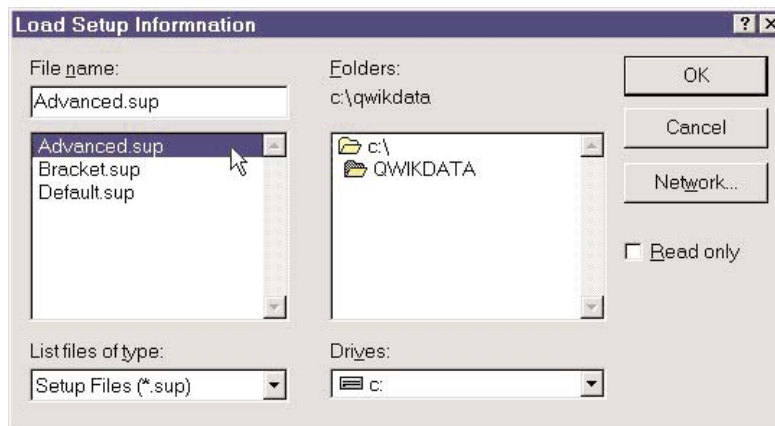 Load Setup Informnation
File name:
Advanced.sup
Advanced.sup
Bracket.sup
Default.sup
List files of type:
Setup Files (*.sup)
Folders:
c:\qwikdata
c:\
QWIKDATA
Drives:
c:
OK
Cancel
Network...
Read only